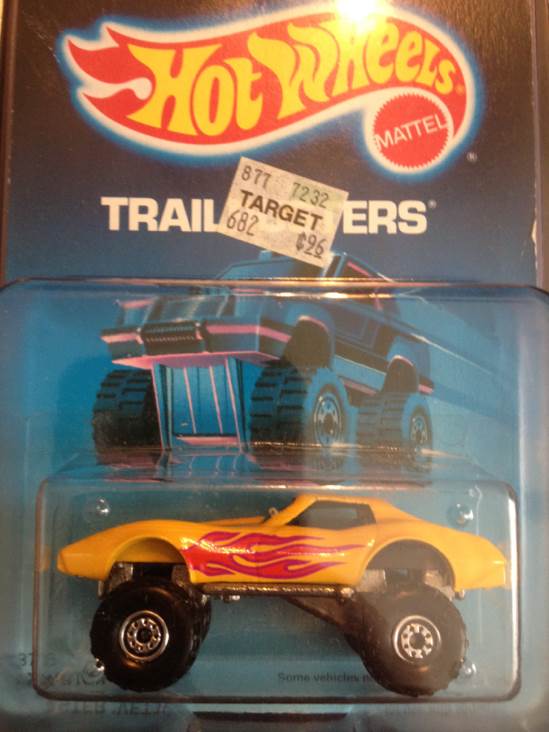 HOT WHEELS®
MATTEL
®
877 7232
TARGET
682 ¢96
TRAIL ERS®
Some vehicles